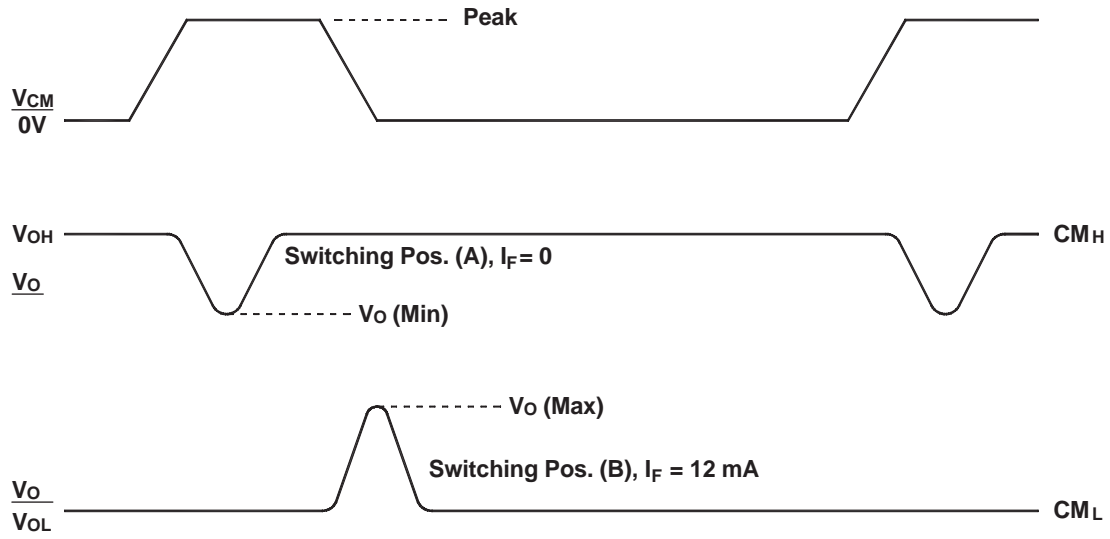 Peak
VCM
0V
VOH
Switching Pos. (A), IF = 0
CMH
VO
VO (Min)
VO (Max)
Switching Pos. (B), IF = 12 mA
VO
VOL
CML